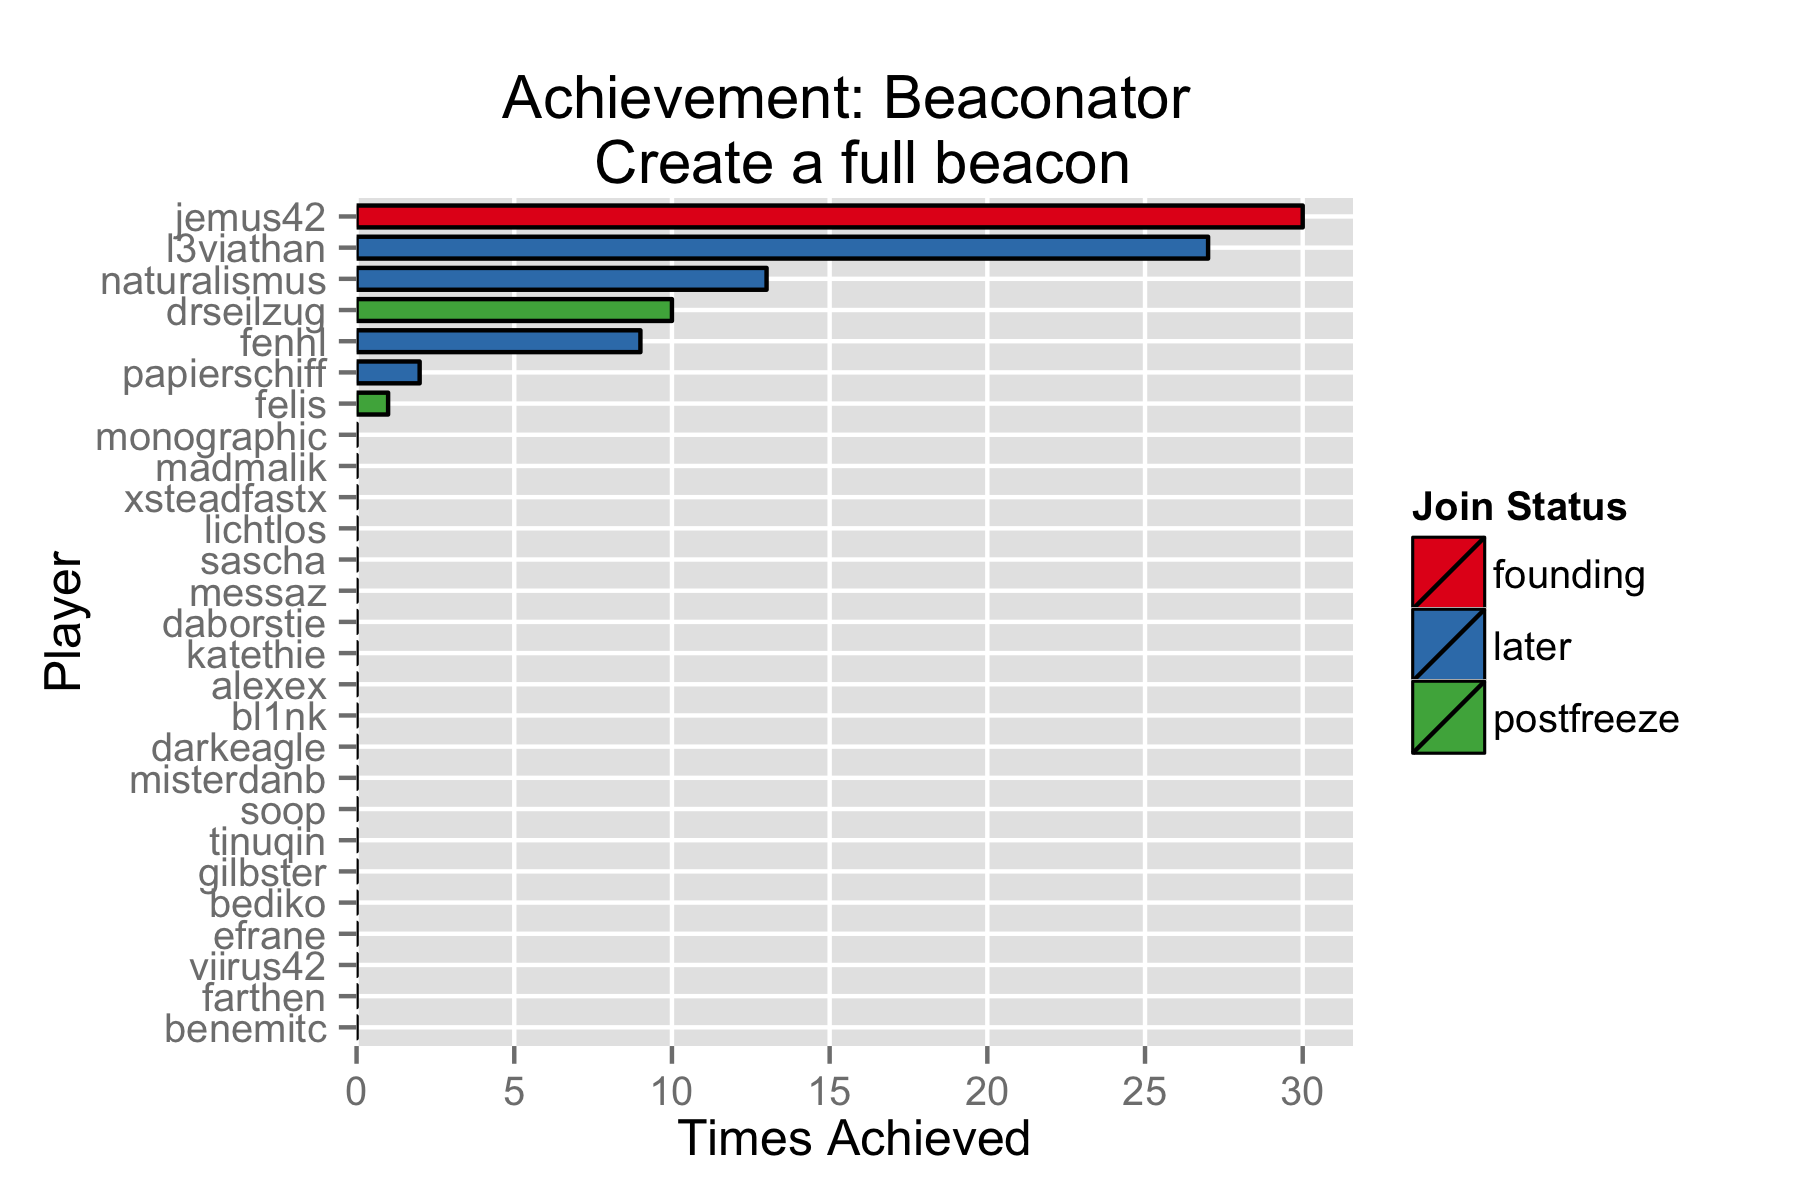 Achievement: Beaconator
Create a full beacon
Player
jemus42
l3viathan
naturalismus
drseilzug
fenhl
papierschiff
felis
monographic
madmalik
xsteadfastx
lichtlos
sascha
messaz
daborstie
katethie
alexex
bl1nk
darkeagle
misterdanb
soop
tinuqin
gilbster
bediko
efrane
viirus42
farthen
benemitc
0 5 10 15 20 25 30
Times Achieved
Join Status
founding
later
postfreeze